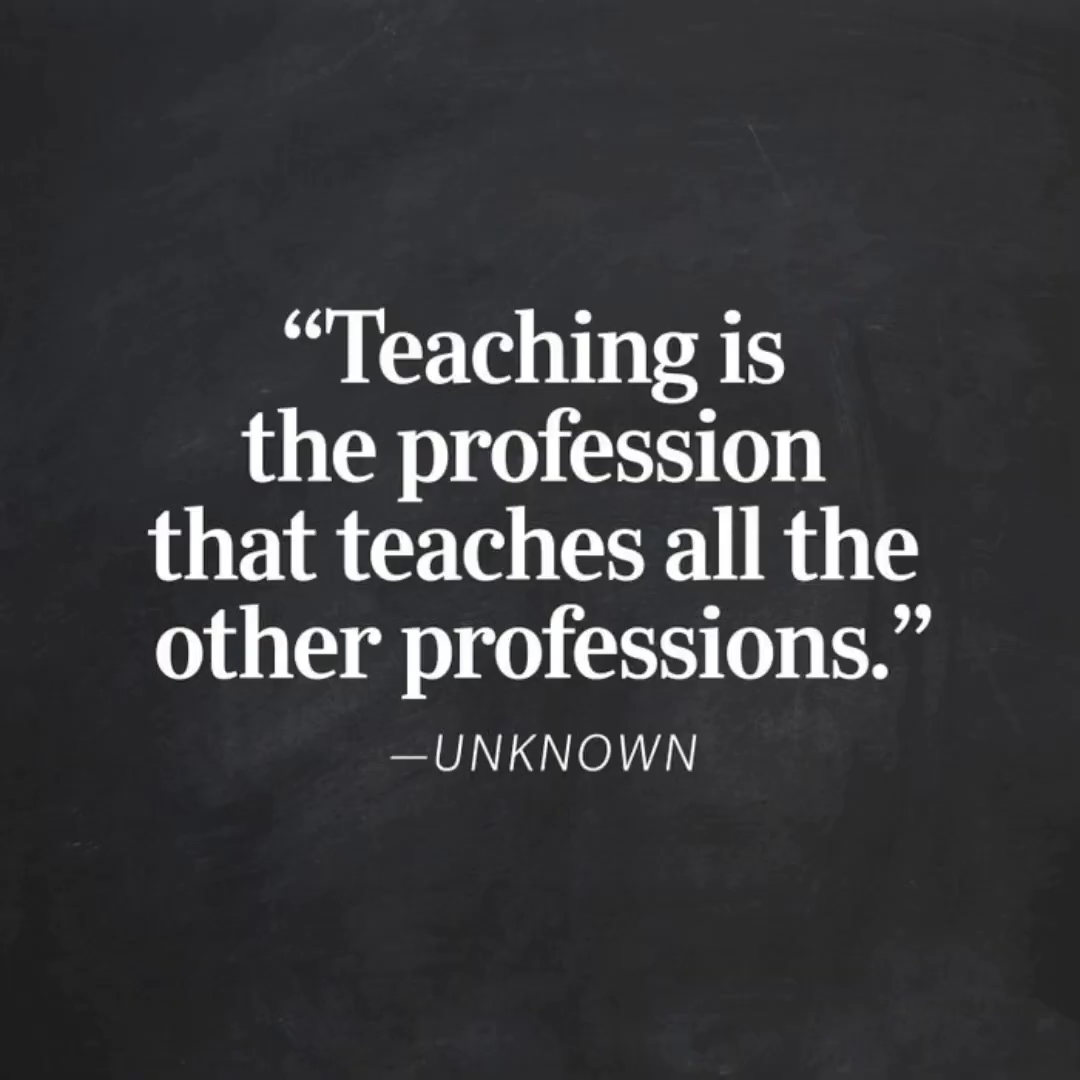 “Teaching is
the profession
that teaches all the
other professions.”
—UNKNOWN